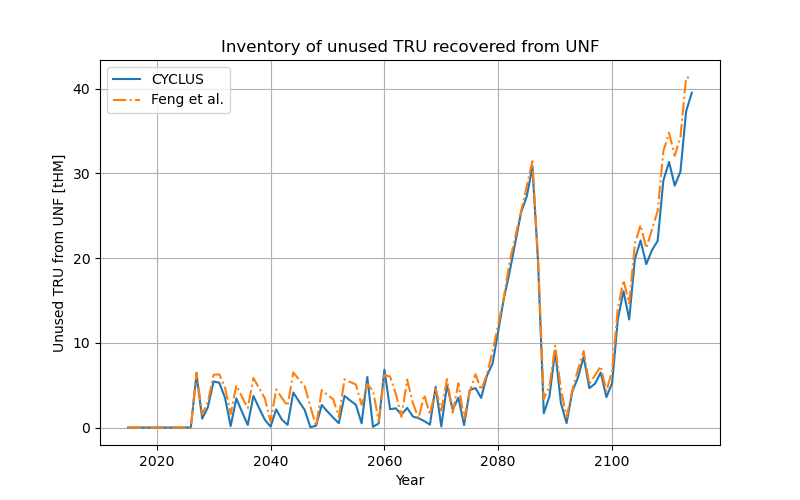 Inventory of unused TRU recovered from UNF
CYCLUS
Feng et al.
Unused TRU from UNF [tHM]
40
30
20
10
0
2020 2040 2060 2080 2100
Year